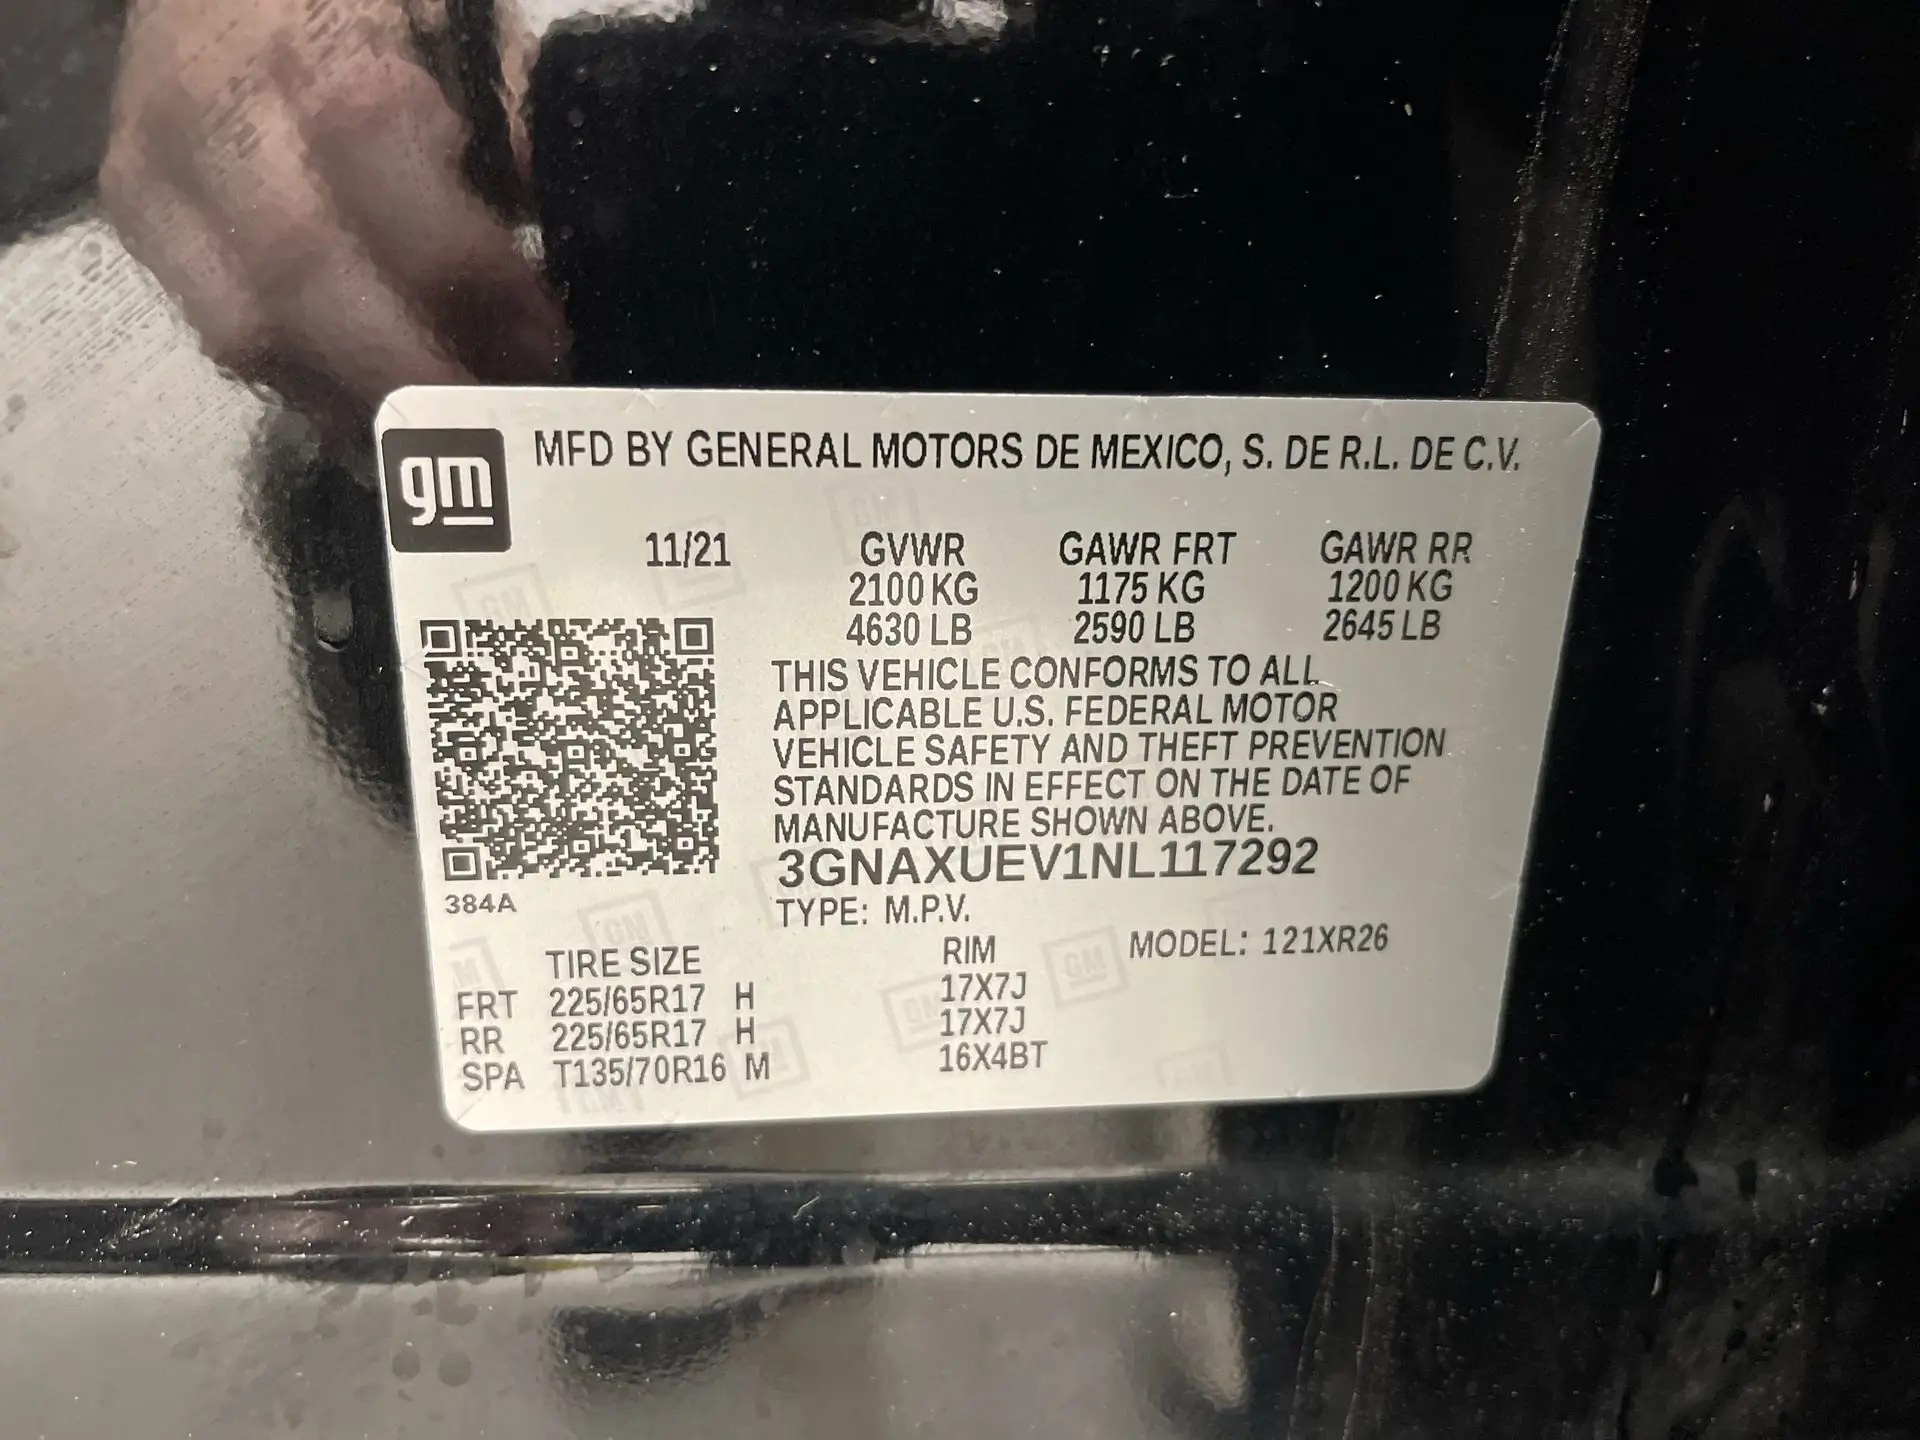 gm
MFD BY GENERAL MOTORS DE MEXICO, S. DE R.L. DE C.V.
11/21 GVWR GAWR FRT GAWR RR
2100 KG 1175 KG 1200 KG
4630 LB 2590 LB 2645 LB
THIS VEHICLE CONFORMS TO ALL
APPLICABLE U.S. FEDERAL MOTOR
VEHICLE SAFETY AND THEFT PREVENTION
STANDARDS IN EFFECT ON THE DATE OF
MANUFACTURE SHOWN ABOVE.
3GNAXUEV1NL117292
384A
TYPE: M.P.V.
TIRE SIZE RIM MODEL: 121XR26
FRT 225/65R17 H 17X7J
RR 225/65R17 H 17X7J
SPA T135/70R16 M 16X4BT